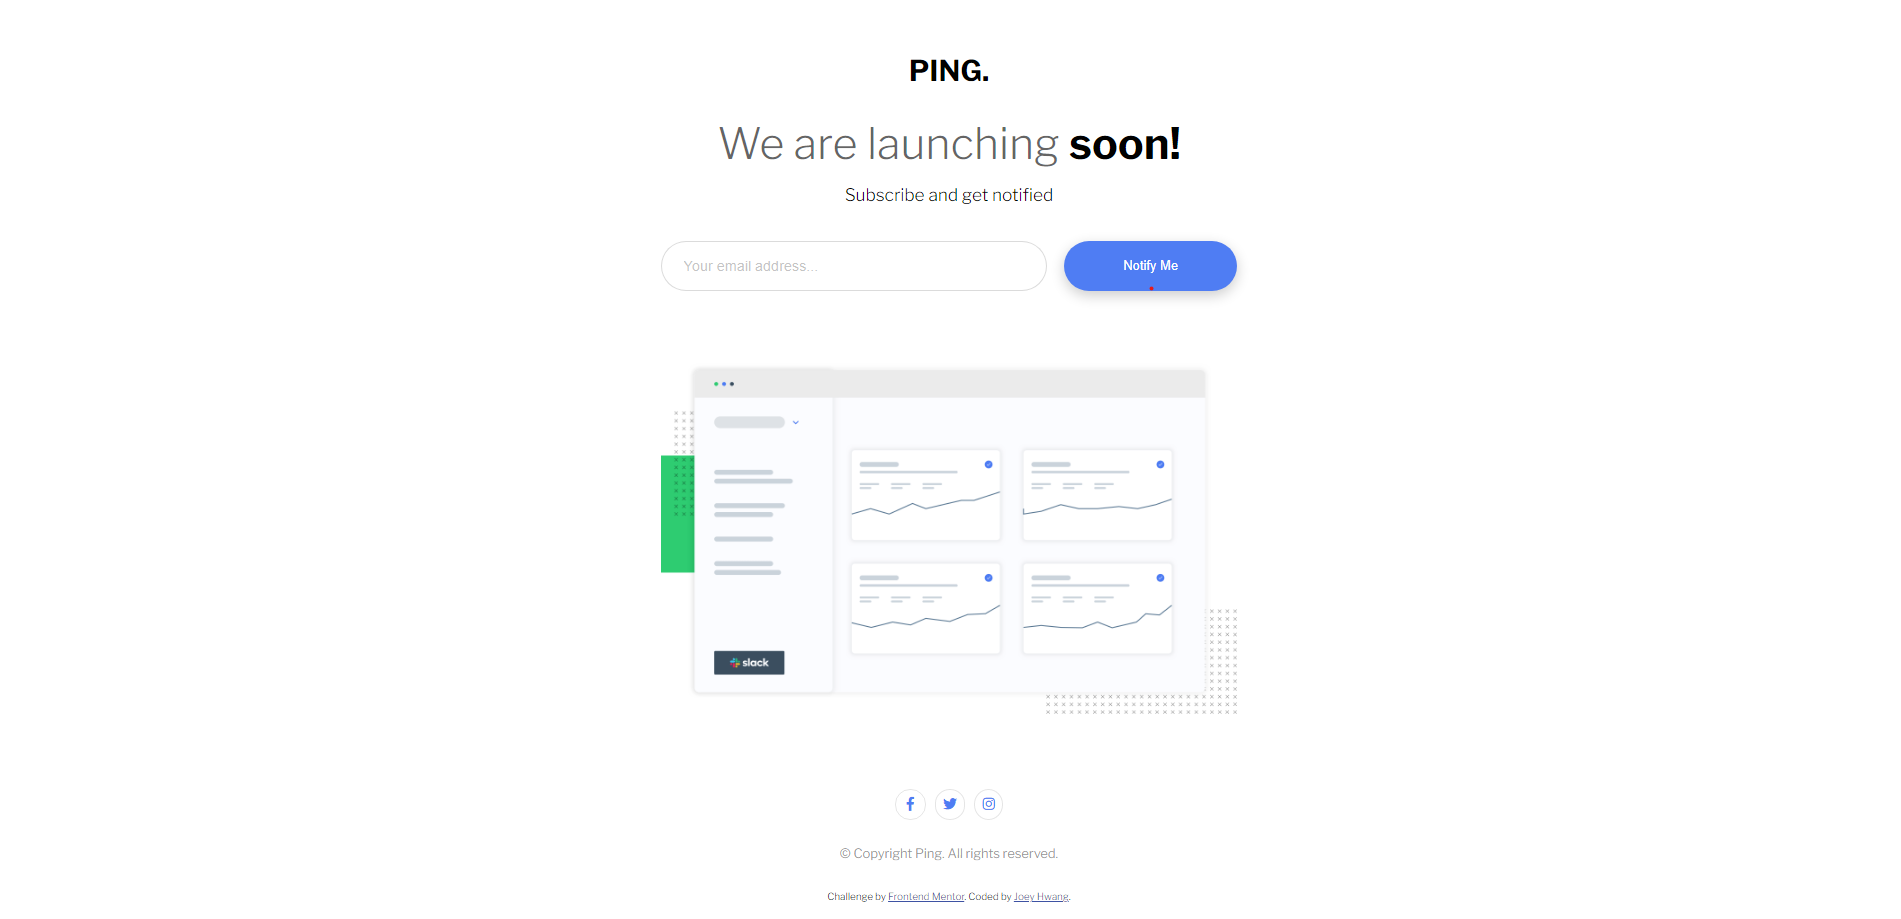 PING.
We are launching soon!
Subscribe and get notified
Your email address...
Notify Me
slack
© Copyright Ping. All rights reserved.
Challenge by Frontend Mentor. Coded by Joey Hwang.